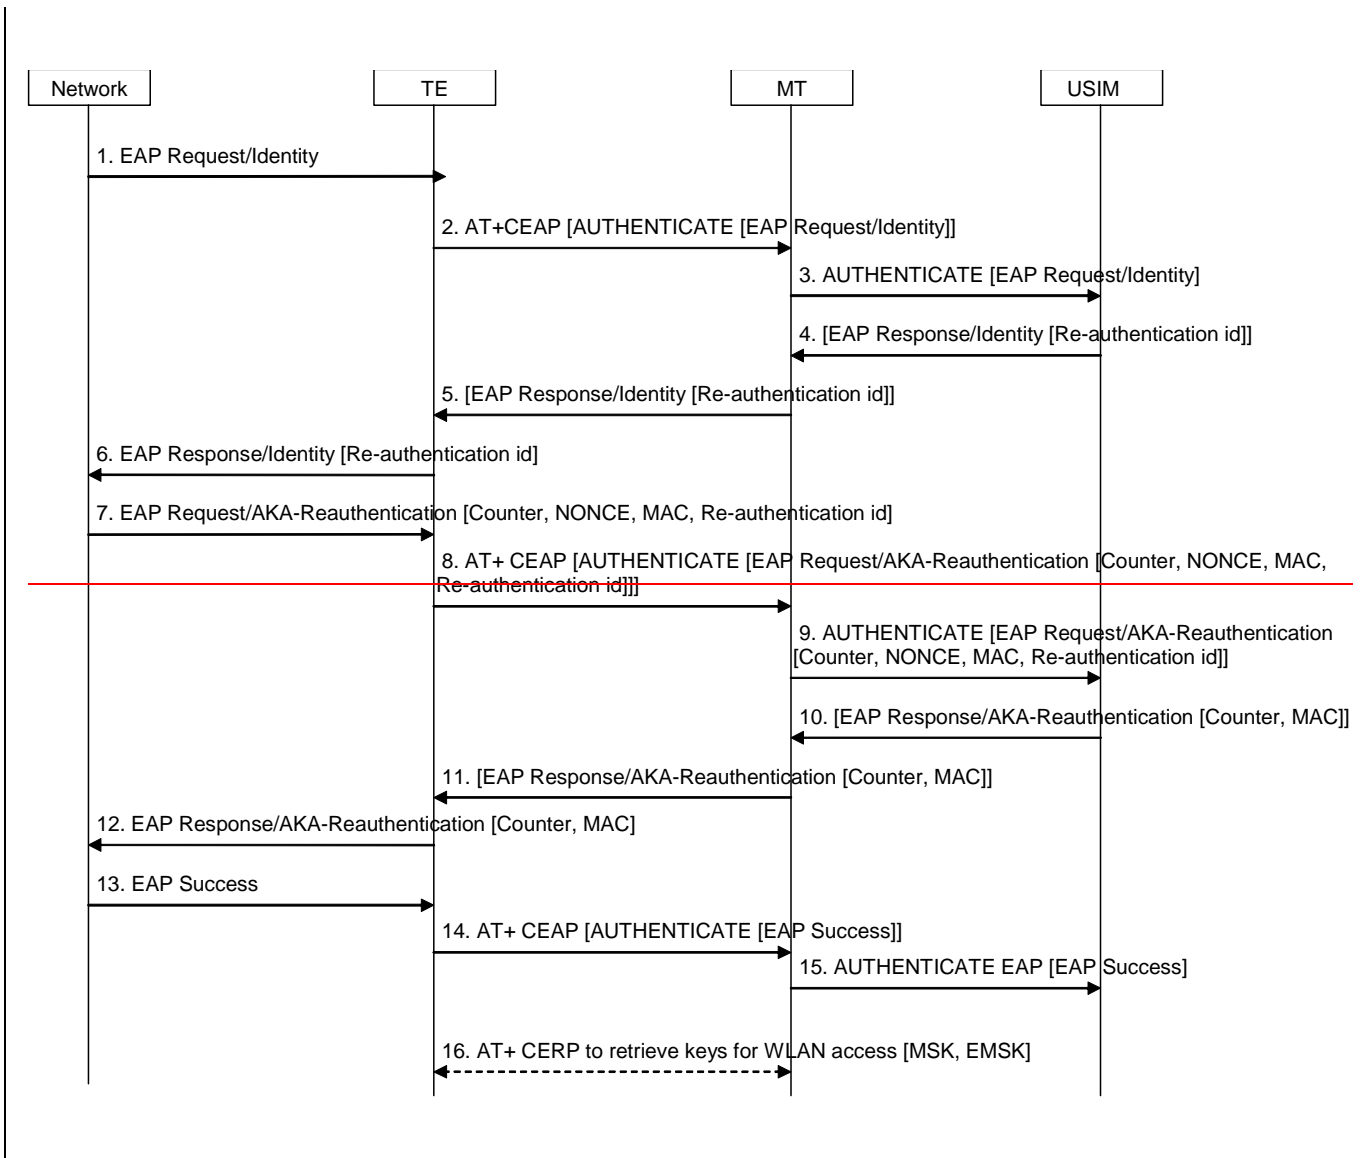 Network
TE
MT
USIM
1. EAP Request/Identity
2. AT+CEAP [AUTHENTICATE [EAP Request/Identity]]
3. AUTHENTICATE [EAP Request/Identity]
4. [EAP Response/Identity [Re-authentication id]]
5. [EAP Response/Identity [Re-authentication id]]
6. EAP Response/Identity [Re-authentication id]
7. EAP Request/AKA-Reauthentication [Counter, NONCE, MAC, Re-authentication id]
8. AT+ CEAP [AUTHENTICATE [EAP Request/AKA-Reauthentication [Counter, NONCE, MAC,
Re-authentication id]]]
9. AUTHENTICATE [EAP Request/AKA-Reauthentication
[Counter, NONCE, MAC, Re-authentication id]]
10. [EAP Response/AKA-Reauthentication [Counter, MAC]]
11. [EAP Response/AKA-Reauthentication [Counter, MAC]]
12. EAP Response/AKA-Reauthentication [Counter, MAC]
13. EAP Success
14. AT+ CEAP [AUTHENTICATE [EAP Success]]
15. AUTHENTICATE EAP [EAP Success]
16. AT+ CERP to retrieve keys for WLAN access [MSK, EMSK]